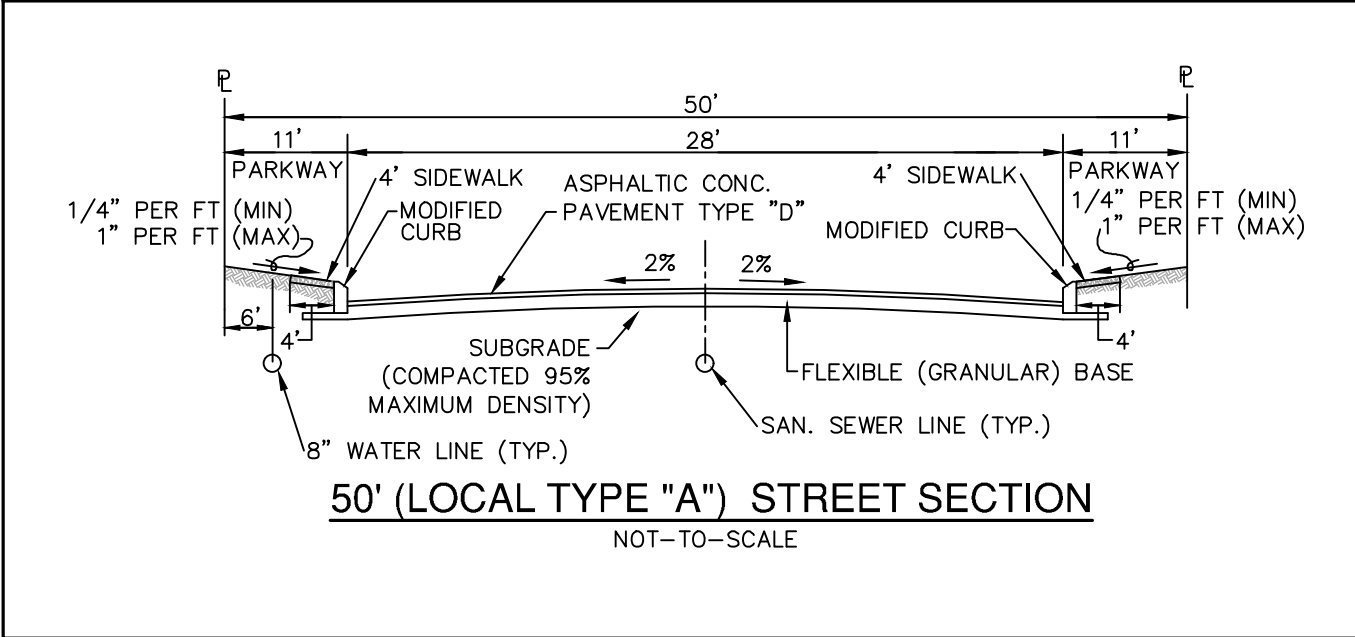 ℄ ℄
50'
11' 28' 11'
PARKWAY PARKWAY
4' SIDEWALK
ASPHALTIC CONC.
PAVEMENT TYPE "D"
4' SIDEWALK
1/4" PER FT (MIN)
1" PER FT (MAX)
MODIFIED
CURB
MODIFIED CURB
1/4" PER FT (MIN)
1" PER FT (MAX)
2% 2%
6'
4' 4'
SUBGRADE
(COMPACTED 95%
MAXIMUM DENSITY)
FLEXIBLE (GRANULAR) BASE
SAN. SEWER LINE (TYP.)
8" WATER LINE (TYP.)
50' (LOCAL TYPE "A") STREET SECTION
NOT-TO-SCALE